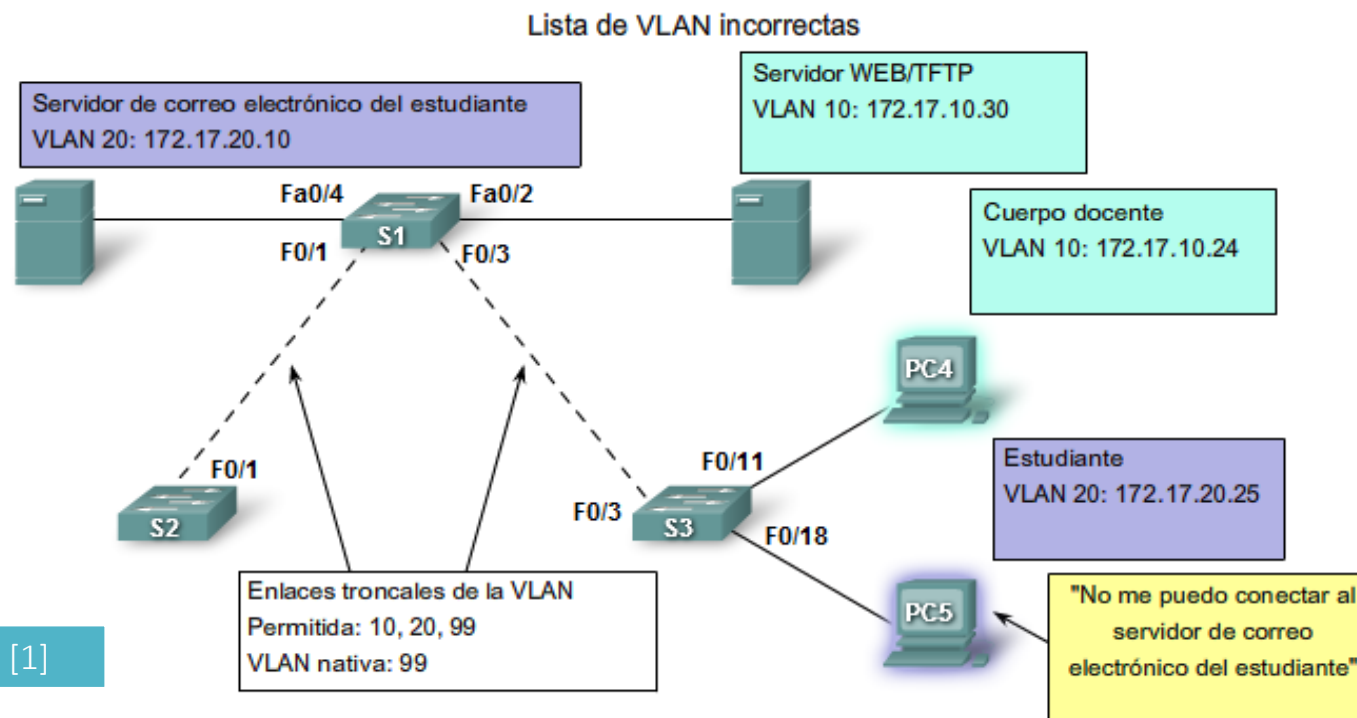 Lista de VLAN incorrectas
Servidor de correo electrónico del estudiante
VLAN 20: 172.17.20.10
Servidor WEB/TFTP
VLAN 10: 172.17.10.30
Fa0/4
Fa0/2
S1
F0/1
F0/3
Cuerpo docente
VLAN 10: 172.17.10.24
PC4
F0/1
S2
F0/11
F0/3
S3
F0/18
Estudiante
VLAN 20: 172.17.20.25
Enlaces troncales de la VLAN
Permitida: 10, 20, 99
VLAN nativa: 99
PC5
"No me puedo conectar al
servidor de correo
electrónico del estudiante"
[1]